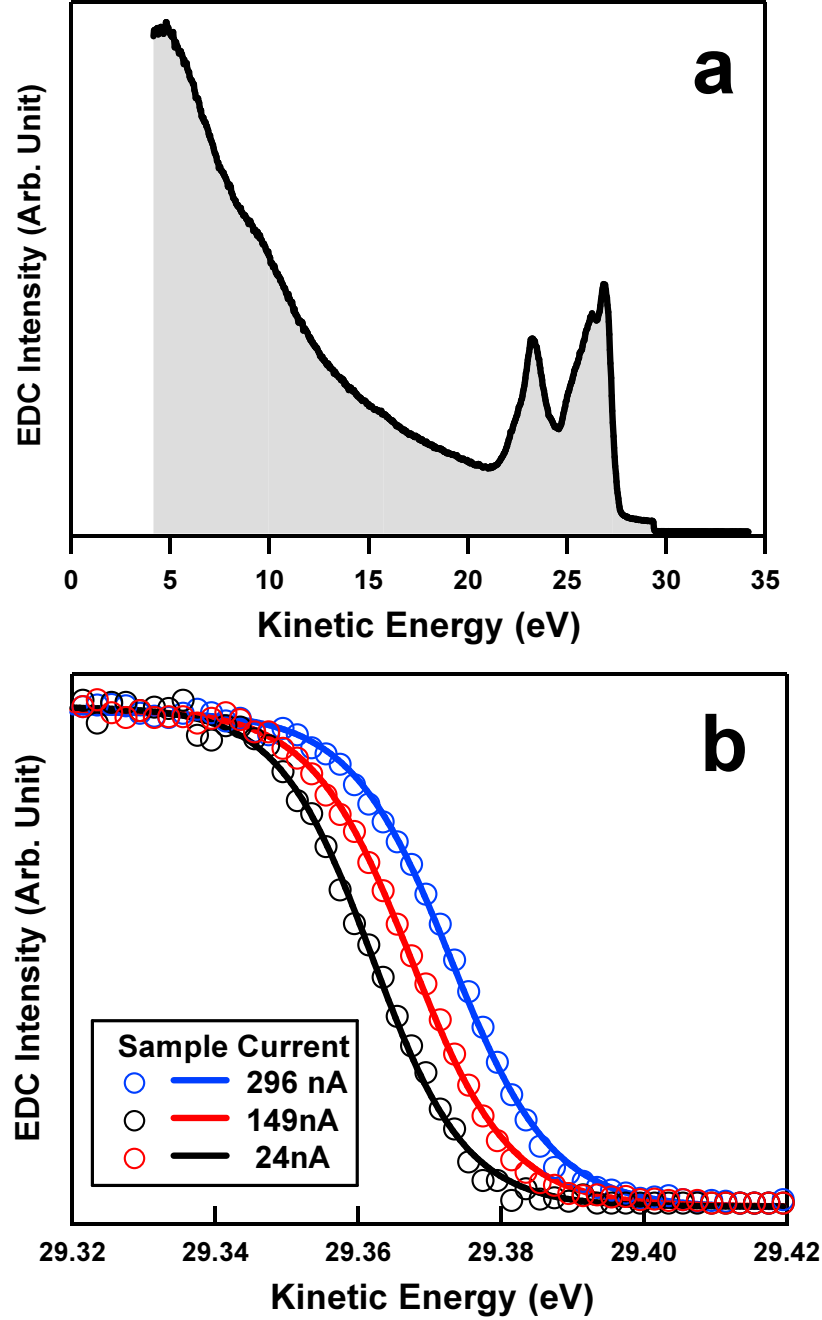 a
EDC Intensity (Arb. Unit)
0 5 10 15 20 25 30 35
Kinetic Energy (eV)
b
EDC Intensity (Arb. Unit)
Sample Current
296 nA
149nA
24nA
29.32 29.34 29.36 29.38 29.40 29.42
Kinetic Energy (eV)